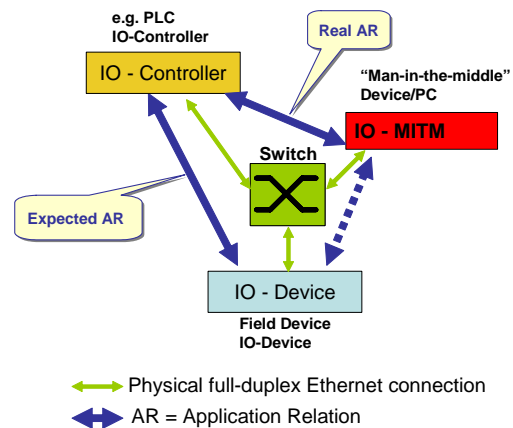 e.g. PLC
IO-Controller
Real AR
IO - Controller
“Man-in-the-middle”
Device/PC
IO - MITM
Switch
Expected AR
IO - Device
Field Device
IO-Device
Physical full-duplex Ethernet connection
AR = Application Relation